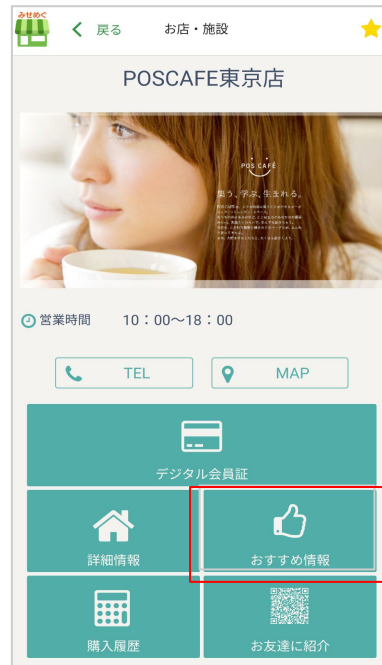 みせめぐ
戻る
お店・施設
POSCAFE東京店
POS CAFÉ
集う、学ぶ、生まれる。
営業時間 10：00～18：00
TEL
MAP
デジタル会員証
詳細情報
おすすめ情報
購入履歴
お友達に紹介